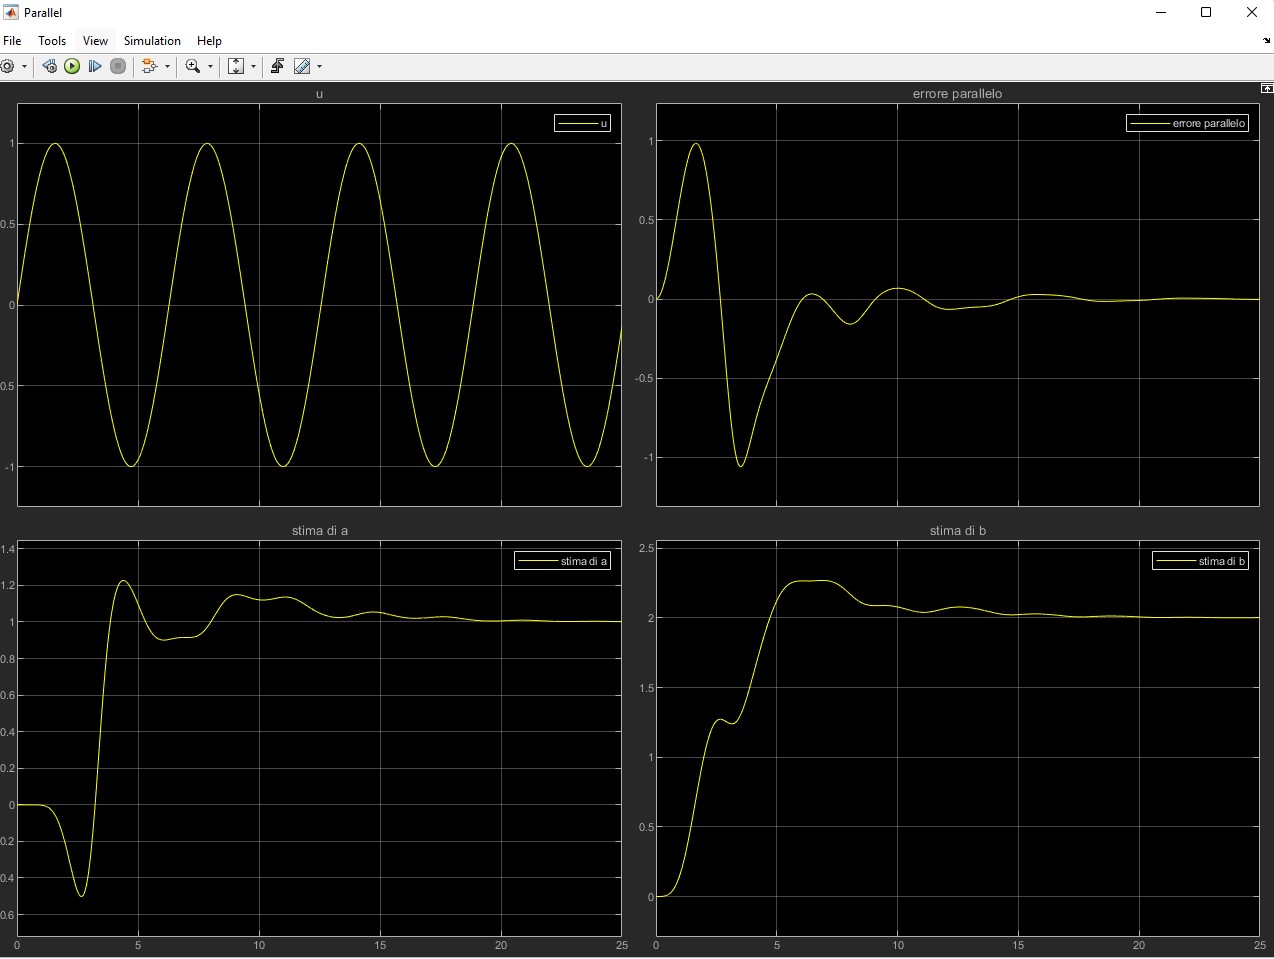 Parallel
File Tools View Simulation Help
u
u
1
0.5
0
0.5
-1
errore parallelo
errore parallelo
1
0.5
0
-0.5
-1
stima di a
stima di a
1.4
1.2
1
0.8
0.6
0.4
0.2
0
0.2
0.4
0.6
0 5 10 15 20 25
stima di b
stima di b
2.5
2
1.5
1
0.5
0
0 5 10 15 20 25